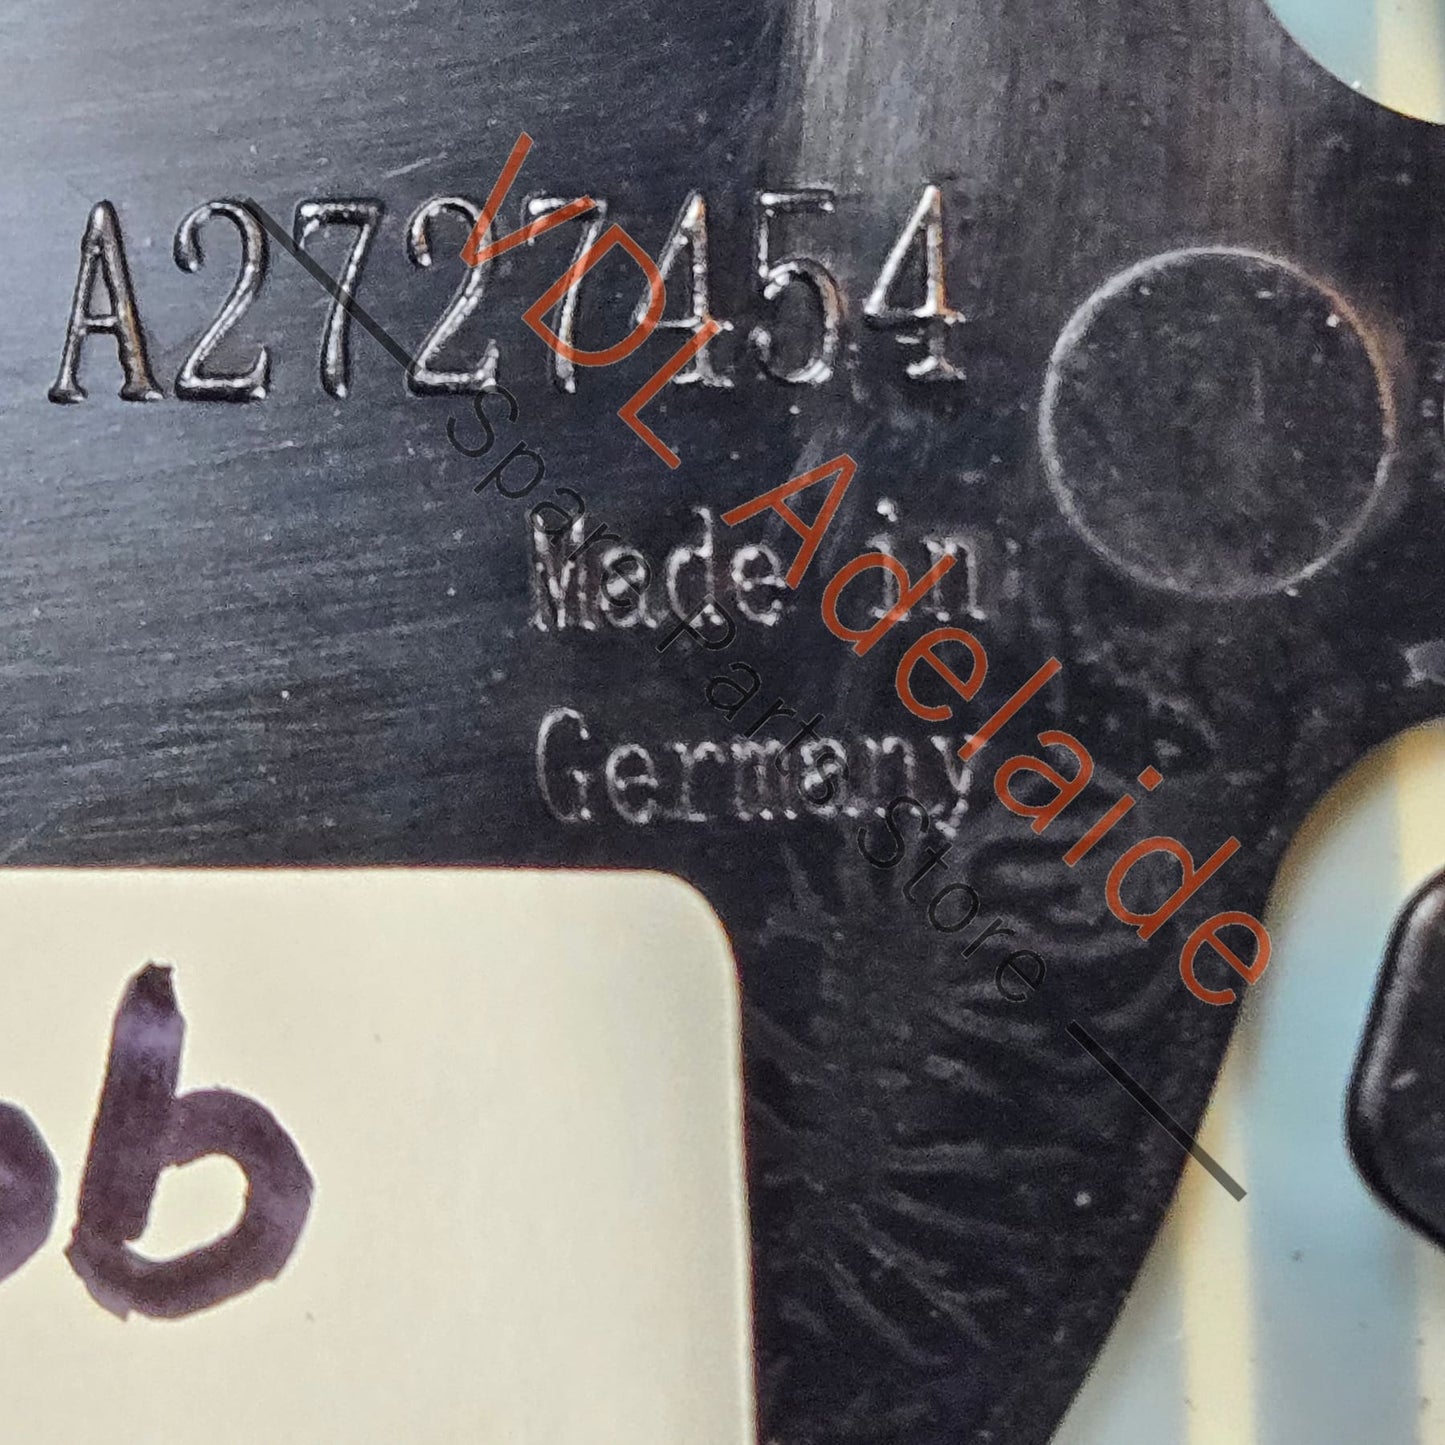 A2727454
Made in
Germany
VDL Adelaide
Spare Parts Store
b